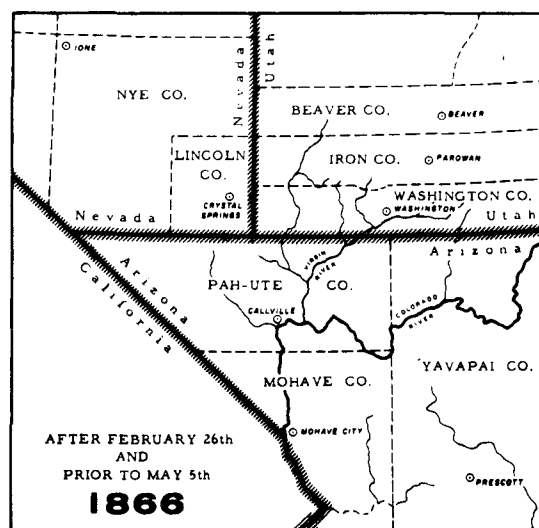 IONE
NYE CO.
Nevada
Utah
BEAVER CO.
BEAVER
LINCOLN
CO.
IRON CO.
PAROWAN
CRYSTAL
SPRINGS
WASHINGTON CO.
WASHINGTON
Nevada
Utah
Arizona
Arizona
California
VIRGIN
RIVER
PAH-UTE CO.
CALLVILLE
COLORADO
RIVER
MOHAVE CO.
YAVAPAI CO.
MOHAVE CITY
PRESCOTT
AFTER FEBRUARY 26th
AND
PRIOR TO MAY 5th
1866